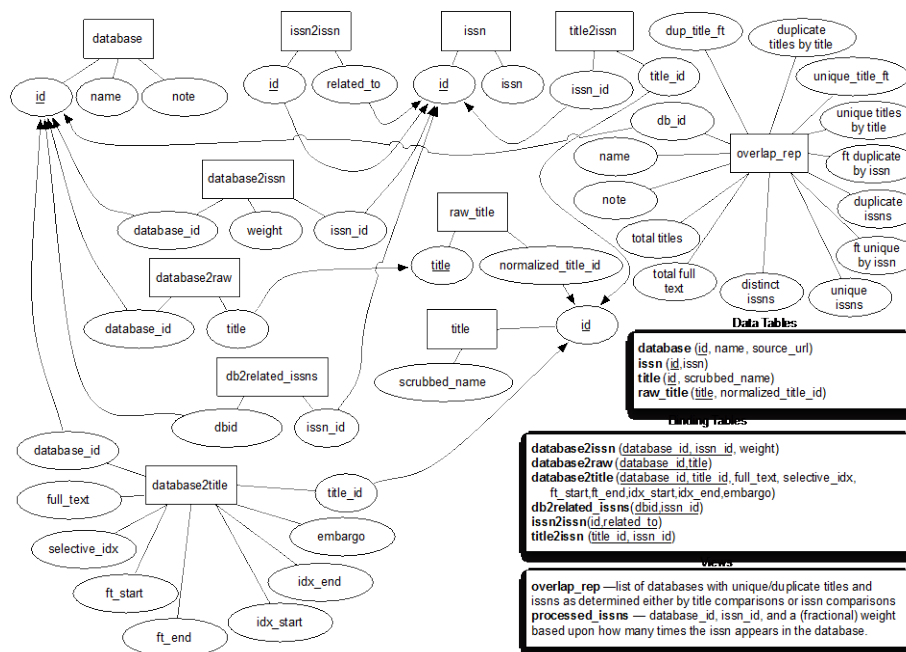 database
issn2issn
issn
title2issn
dup_title_ft
duplicate
titles by title
id
name
note
id
related_to
id
issn
issn_id
title_id
unique_title_ft
db_id
unique titles
by title
name
overlap_rep
ft duplicate
by issn
note
duplicate
issns
total titles
ft unique
by issn
total full
text
distinct
issns
unique
issns
database2issn
database_id
weight
issn_id
raw_title
title
normalized_title_id
database2raw
database_id
title
title
id
scrubbed_name
db2related_issns
dbid
issn_id
database_id
database2title
title_id
full_text
embargo
selective_idx
idx_end
ft_start
idx_start
ft_end
Data Tables
database (id, name, source_url)
issn (id,issn)
title (id, scrubbed_name)
raw_title (title, normalized_title_id)
Binding Tables
database2issn (database_id, issn_id, weight)
database2raw (database_id,title)
database2title (database_id, title_id,full_text, selective_idx,
ft_start,ft_end,idx_start,idx_end,embargo)
db2related_issns(dbid,issn_id)
issn2issn(id,related_to)
title2issn (title_id, issn_id)
Views
overlap_rep —list of databases with unique/duplicate titles and
issns as determined either by title comparisons or issn comparisons
processed_issns — database_id, issn_id, and a (fractional) weight
based upon how many times the issn appears in the database.